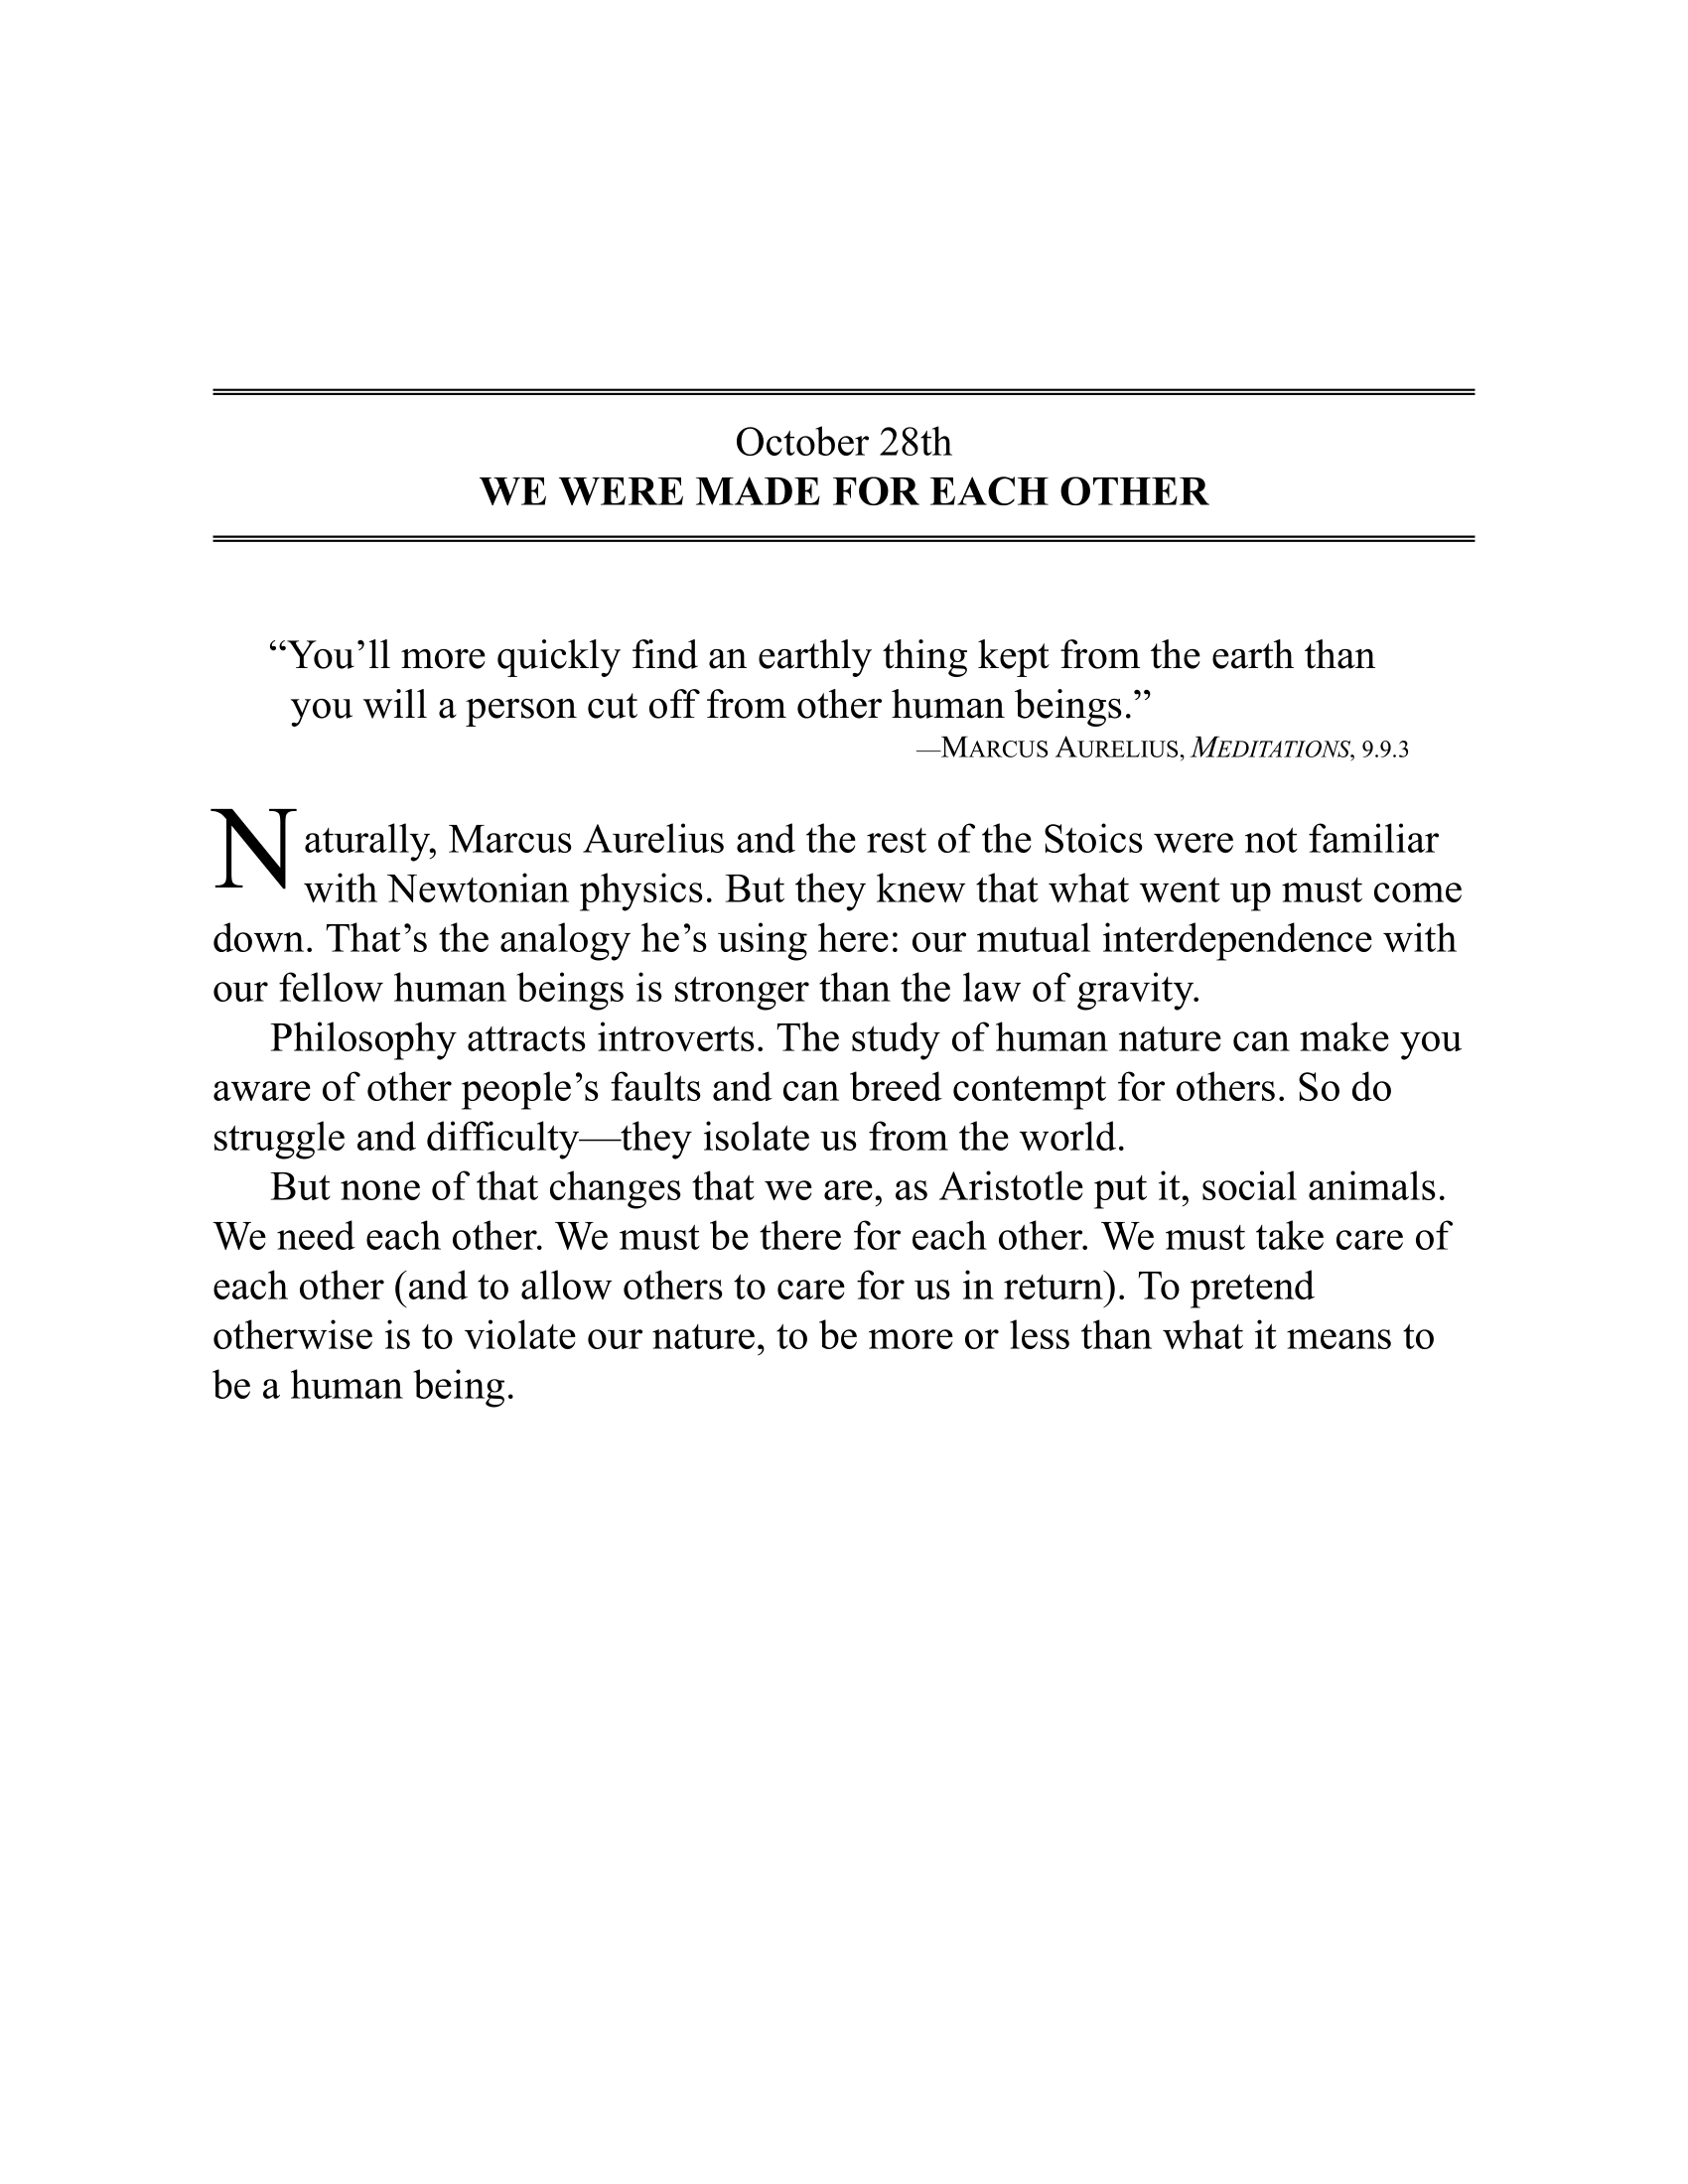 October 28th
WE WERE MADE FOR EACH OTHER
“You’ll more quickly find an earthly thing kept from the earth than
you will a person cut off from other human beings.”
—MARCUS AURELIUS, MEDITATIONS, 9.9.3
Naturally, Marcus Aurelius and the rest of the Stoics were not familiar
with Newtonian physics. But they knew that what went up must come
down. That’s the analogy he’s using here: our mutual interdependence with
our fellow human beings is stronger than the law of gravity.
Philosophy attracts introverts. The study of human nature can make you
aware of other people’s faults and can breed contempt for others. So do
struggle and difficulty—they isolate us from the world.
But none of that changes that we are, as Aristotle put it, social animals.
We need each other. We must be there for each other. We must take care of
each other (and to allow others to care for us in return). To pretend
otherwise is to violate our nature, to be more or less than what it means to
be a human being.